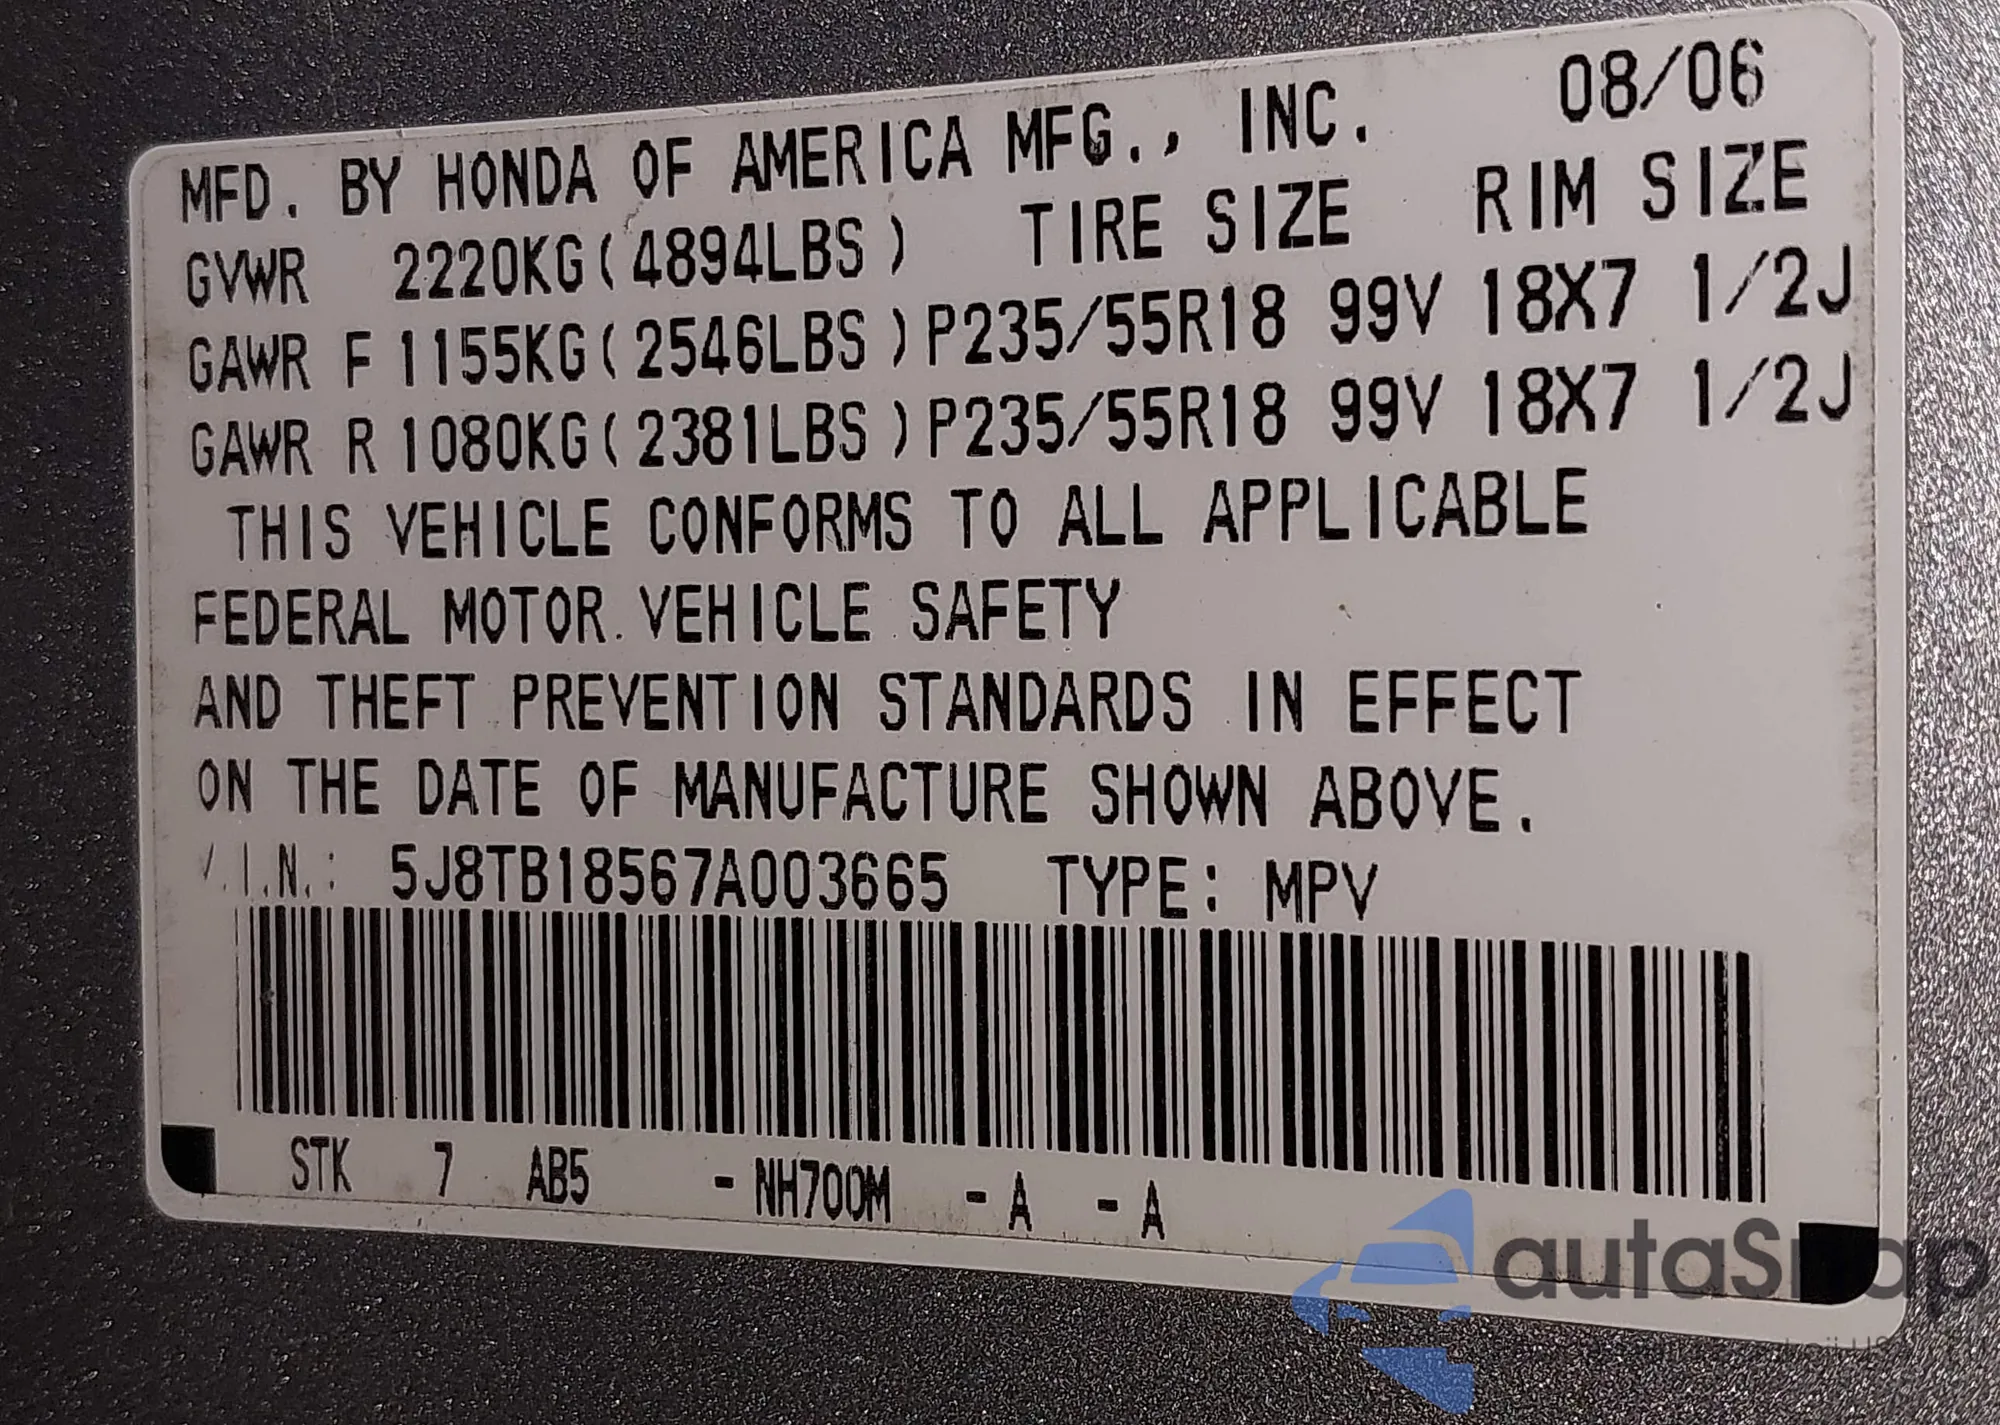 MFD. BY HONDA OF AMERICA MFG., INC. 08/06
GVWR 2220KG(4894LBS) TIRE SIZE RIM SIZE
GAWR F 1155KG(2546LBS) P235/55R18 99V 18X7 1/2J
GAWR R 1080KG(2381LBS) P235/55R18 99V 18X7 1/2J
THIS VEHICLE CONFORMS TO ALL APPLICABLE
FEDERAL MOTOR VEHICLE SAFETY
AND THEFT PREVENTION STANDARDS IN EFFECT
ON THE DATE OF MANUFACTURE SHOWN ABOVE.
V.I.N.: 5J8TB18567A003665 TYPE: MPV
STK 7 AB5 -NH700M -A -A
autaSnap